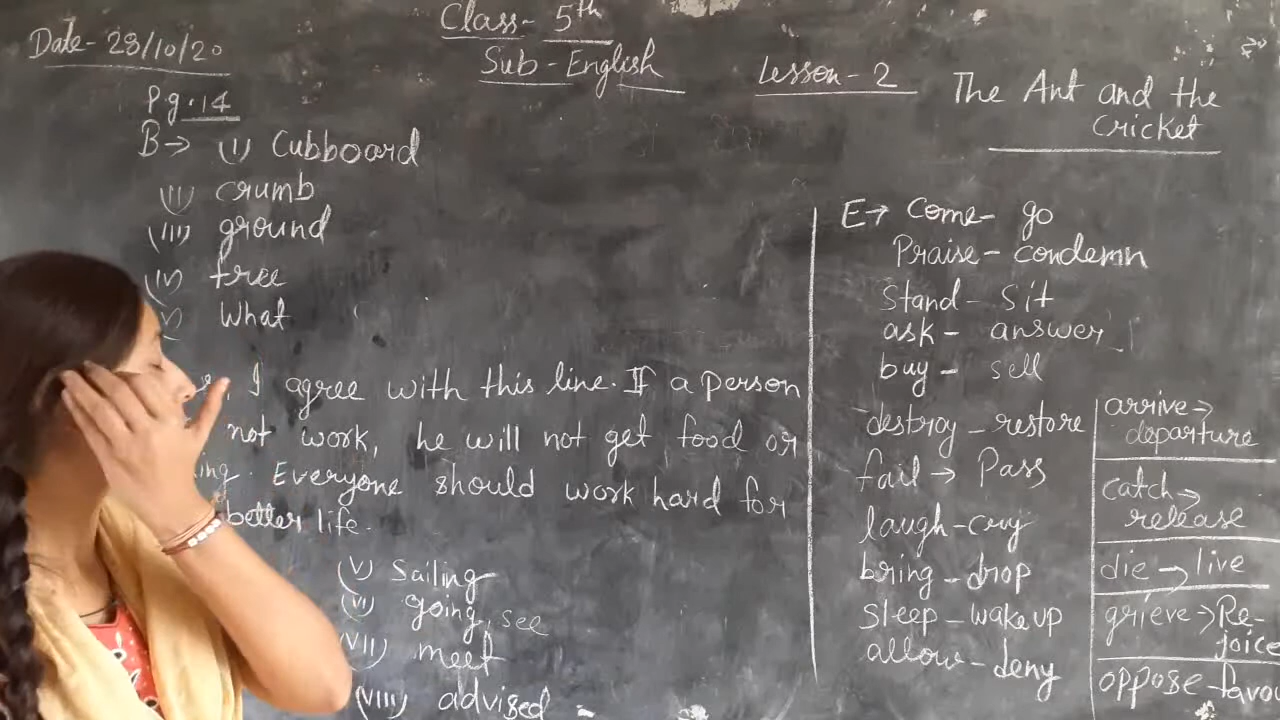 Date- 28/10/20
Class- 5th
Sub- English
Lesson- 2
The Ant and the
Cricket
Pg. 14
B→ (i) Cubboard
(ii) crumb
(iii) ground
(iv) tree
What
I agree with this line. If a person
not work, he will not get food or
Everyone should work hard for
better life.
(v) Sailing
(vi) going, see
(vii) meet
(viii) advised
E→ Come- go
Praise- condemn
Stand- Sit
ask- answer
buy- sell
destroy- restore
fail → Pass
laugh- cry
bring- drop
Sleep- wake up
allow- deny
arrive→
departure
catch→
release
die → live
grieve → Re-
joice
oppose-